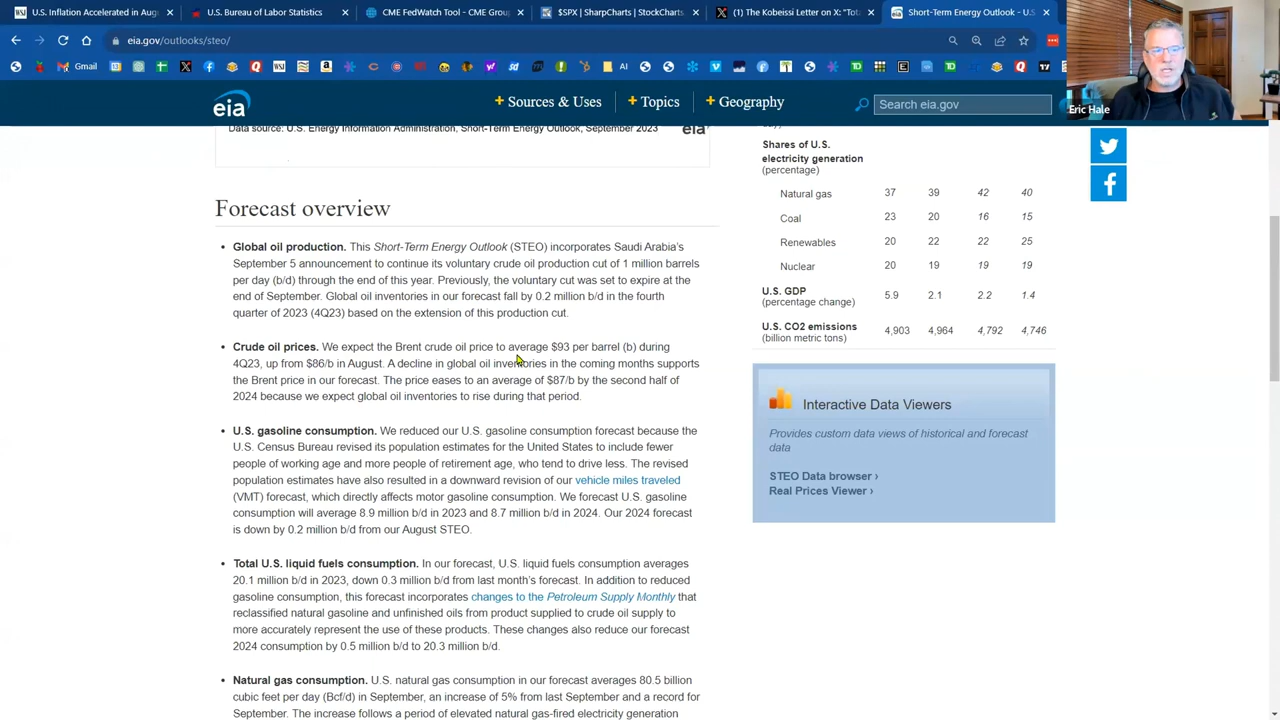 U.S. Inflation Accelerated in Aug
U.S. Bureau of Labor Statistics
CME FedWatch Tool - CME Group
$SPX | SharpCharts | StockCharts.
(1) The Kobeissi Letter on X: "Tota
Short-Term Energy Outlook - U.S
eia.gov/outlooks/steo/
Gmail
AI
Eric Hale
eia
+ Sources & Uses
+ Topics
+ Geography
Search eia.gov
Data source: U.S. Energy Information Administration, Short-Term Energy Outlook, September 2023
eia
Forecast overview
• Global oil production. This Short-Term Energy Outlook (STEO) incorporates Saudi Arabia's
September 5 announcement to continue its voluntary crude oil production cut of 1 million barrels
per day (b/d) through the end of this year. Previously, the voluntary cut was set to expire at the
end of September. Global oil inventories in our forecast fall by 0.2 million b/d in the fourth
quarter of 2023 (4Q23) based on the extension of this production cut.
• Crude oil prices. We expect the Brent crude oil price to average $93 per barrel (b) during
4Q23, up from $86/b in August. A decline in global oil inventories in the coming months supports
the Brent price in our forecast. The price eases to an average of $87/b by the second half of
2024 because we expect global oil inventories to rise during that period.
• U.S. gasoline consumption. We reduced our U.S. gasoline consumption forecast because the
U.S. Census Bureau revised its population estimates for the United States to include fewer
people of working age and more people of retirement age, who tend to drive less. The revised
population estimates have also resulted in a downward revision of our vehicle miles traveled
(VMT) forecast, which directly affects motor gasoline consumption. We forecast U.S. gasoline
consumption will average 8.9 million b/d in 2023 and 8.7 million b/d in 2024. Our 2024 forecast
is down by 0.2 million b/d from our August STEO.
• Total U.S. liquid fuels consumption. In our forecast, U.S. liquid fuels consumption averages
20.1 million b/d in 2023, down 0.3 million b/d from last month's forecast. In addition to reduced
gasoline consumption, this forecast incorporates changes to the Petroleum Supply Monthly that
reclassified natural gasoline and unfinished oils from product supplied to crude oil supply to
more accurately represent the use of these products. These changes also reduce our forecast
2024 consumption by 0.5 million b/d to 20.3 million b/d.
• Natural gas consumption. U.S. natural gas consumption in our forecast averages 80.5 billion
cubic feet per day (Bcf/d) in September, an increase of 5% from last September and a record for
September. The increase follows a period of elevated natural gas-fired electricity generation
Shares of U.S.
electricity generation
(percentage)
Natural gas 37 39 42 40
Coal 23 20 16 15
Renewables 20 22 22 25
Nuclear 20 19 19 19
U.S. GDP
(percentage change) 5.9 2.1 2.2 1.4
U.S. CO2 emissions
(billion metric tons) 4,903 4,964 4,792 4,746
Interactive Data Viewers
Provides custom data views of historical and forecast
data
STEO Data browser ›
Real Prices Viewer ›